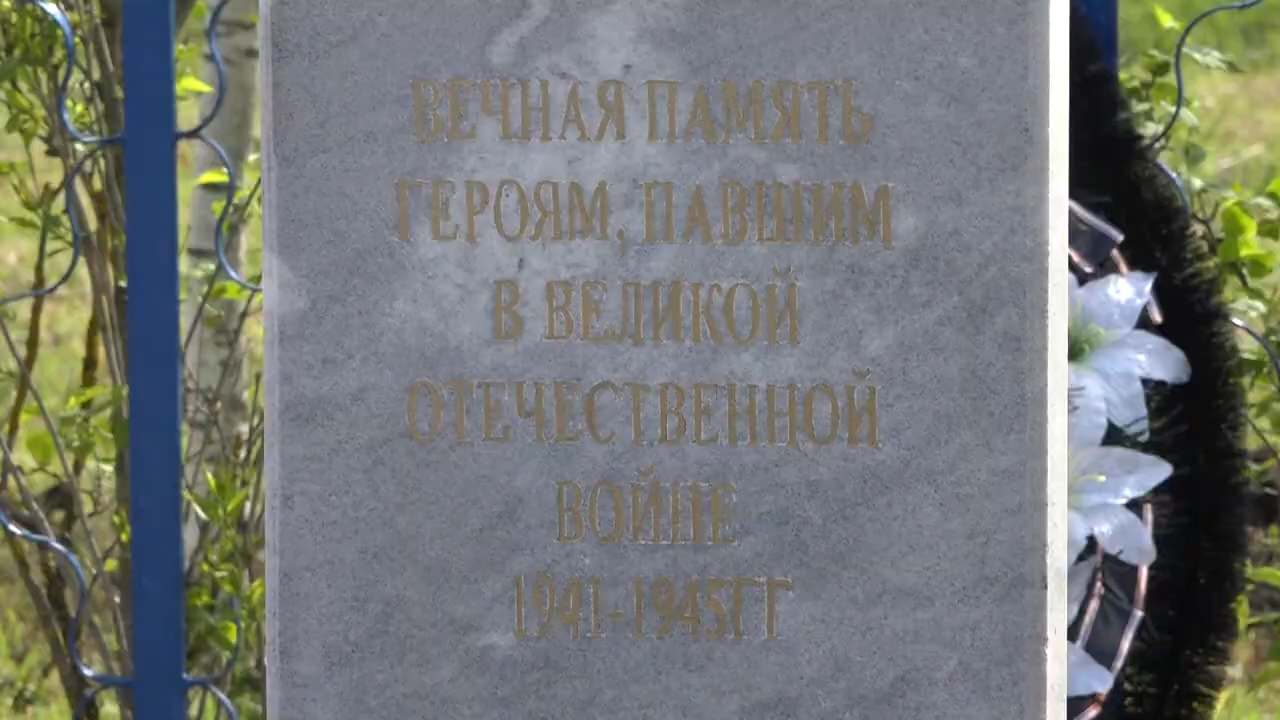 ВЕЧНАЯ ПАМЯТЬ
ГЕРОЯМ, ПАВШИМ
В ВЕЛИКОЙ
ОТЕЧЕСТВЕННОЙ
ВОЙНЕ
1941-1945ГГ